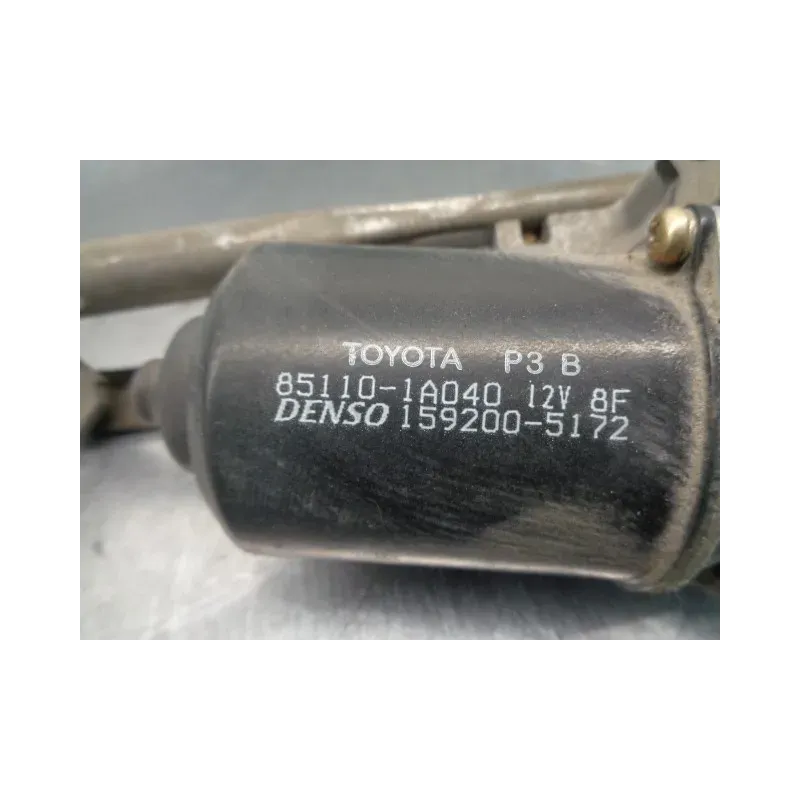 TOYOTA P3 B
85110-1A040 12V 8F
DENSO 159200-5172